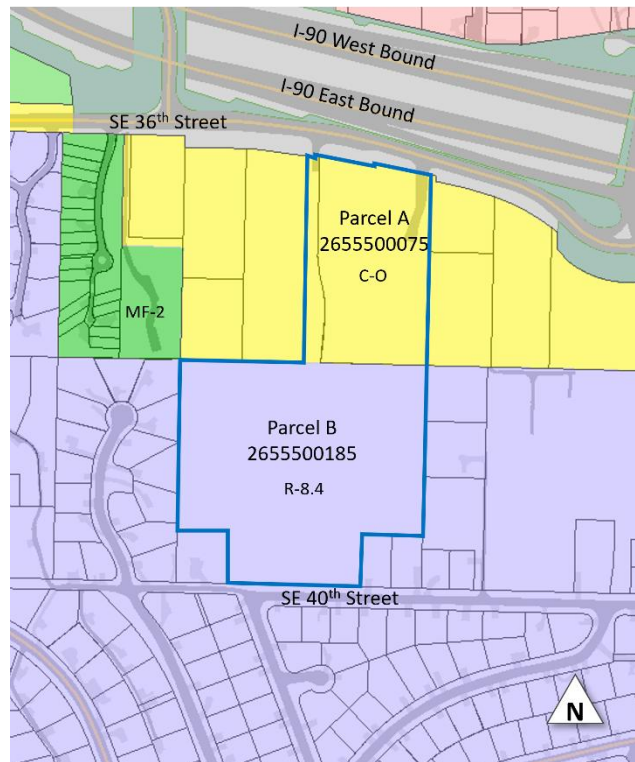 I-90 West Bound
I-90 East Bound
SE 36th Street
Parcel A
2655500075
C-O
MF-2
Parcel B
2655500185
R-8.4
SE 40th Street
N